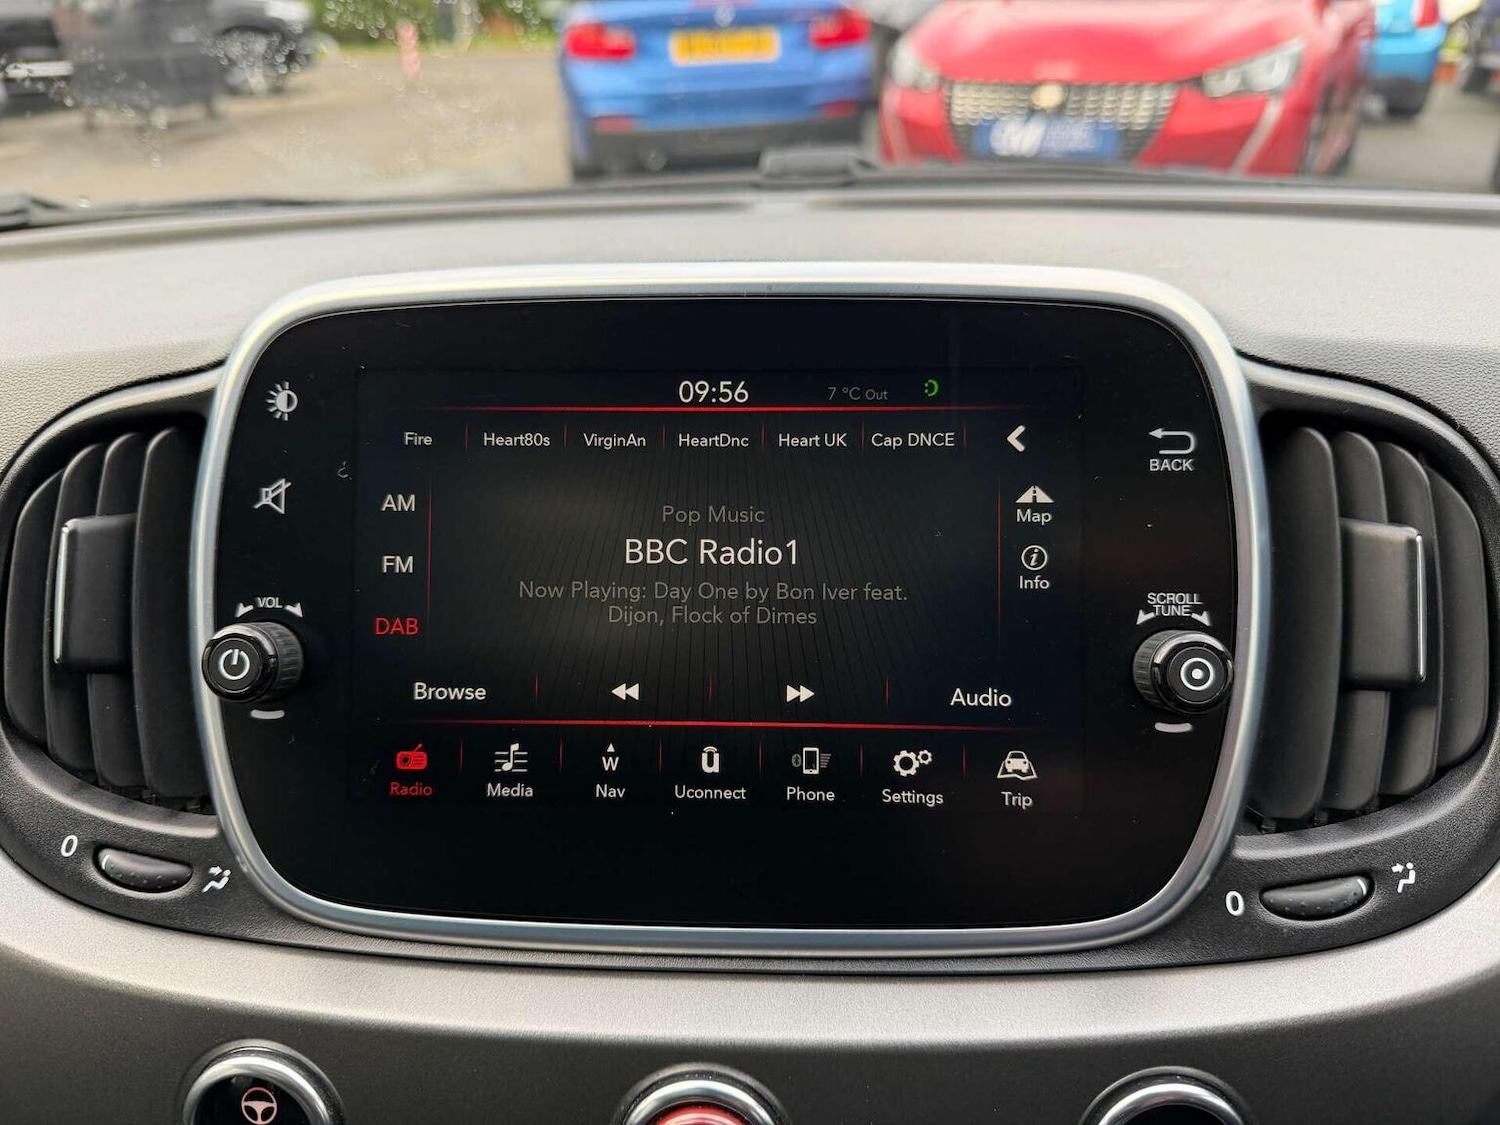 09:56 7 °C Out
Fire Heart80s VirginAn HeartDnc Heart UK Cap DNCE
BACK
AM
Pop Music
Map
BBC Radio1
FM
Info
Now Playing: Day One by Bon Iver feat.
Dijon, Flock of Dimes
DAB
VOL
SCROLL
TUNE
Browse Audio
W
u
Radio Media Nav Uconnect Phone Settings Trip
0
0